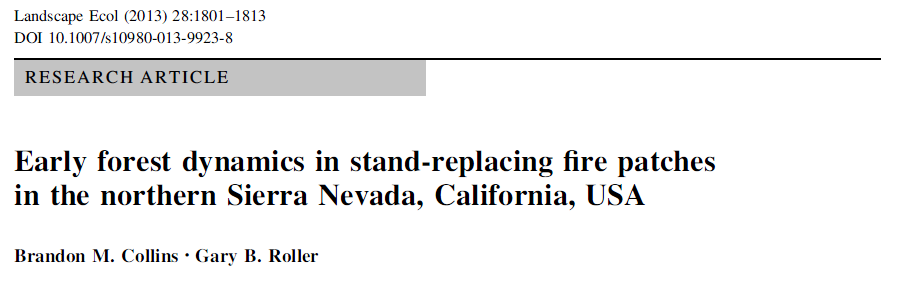 Landscape Ecol (2013) 28:1801–1813
DOI 10.1007/s10980-013-9923-8
RESEARCH ARTICLE
Early forest dynamics in stand-replacing fire patches
in the northern Sierra Nevada, California, USA
Brandon M. Collins · Gary B. Roller